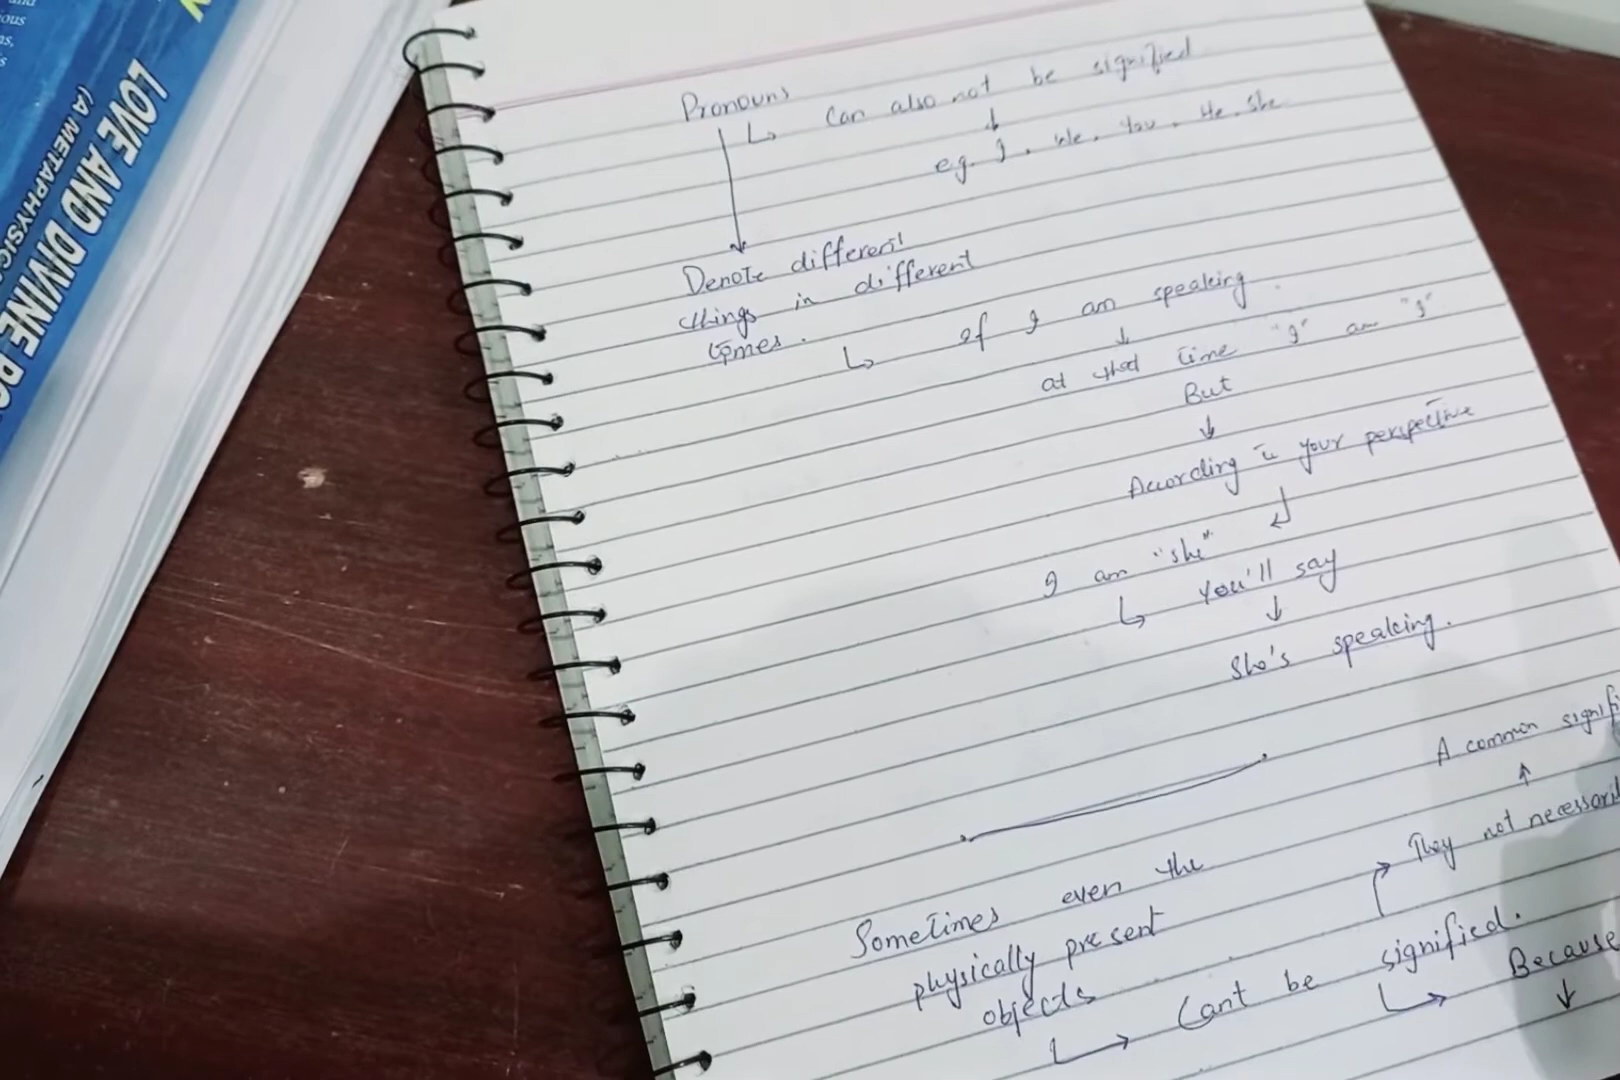 ious
LOVE AND DIVINE
(A METAPHYSIC
Pronouns
Can also not be signified
e.g. I, We, You, He, She
Denote different
things in different
times.
If I am speaking
at that time "I" am "I"
But
According to your perspective
I am "she"
You'll say
She's speaking.
Sometimes even the
physically present
objects
Cant be signified.
They not necessaril
A common signifi
Because